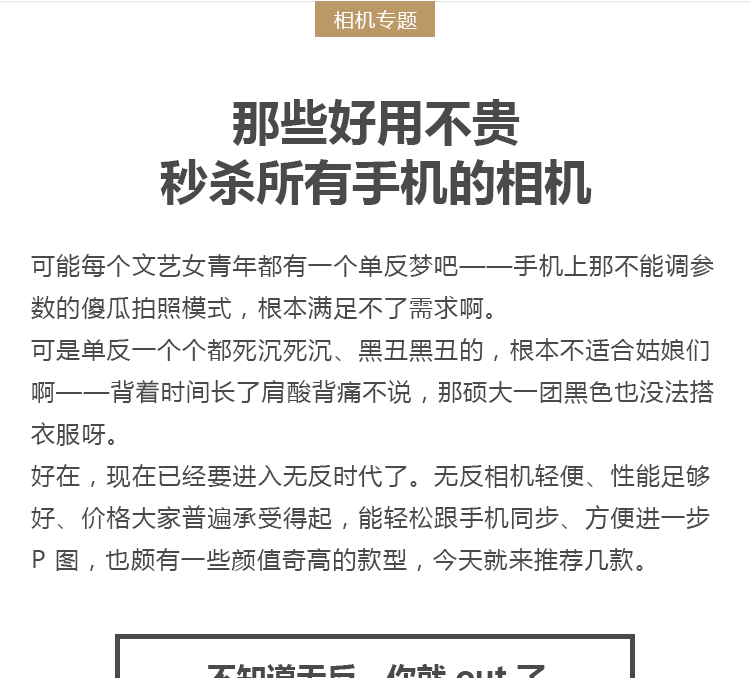 相机专题
那些好用不贵
秒杀所有手机的相机
可能每个文艺女青年都有一个单反梦吧——手机上那不能调参
数的傻瓜拍照模式，根本满足不了需求啊。
可是单反一个个都死沉死沉、黑丑黑丑的，根本不适合姑娘们
啊——背着时间长了肩酸背痛不说，那硕大一团黑色也没法搭
衣服呀。
好在，现在已经要进入无反时代了。无反相机轻便、性能足够
好、价格大家普遍承受得起，能轻松跟手机同步、方便进一步
P 图，也颇有一些颜值奇高的款型，今天就来推荐几款。
不知道无反，你就 out 了